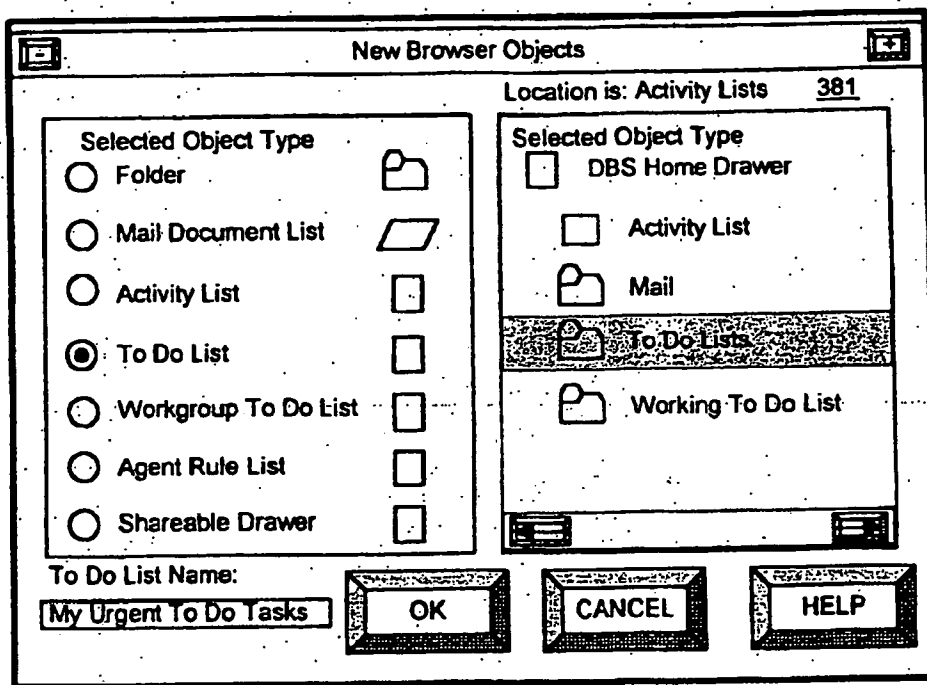 New Browser Objects
Location is: Activity Lists 381
Selected Object Type
Folder
Mail Document List
Activity List
To Do List
Workgroup To Do List
Agent Rule List
Shareable Drawer
Selected Object Type
DBS Home Drawer
Activity List
Mail
To Do Lists
Working To Do List
To Do List Name:
My Urgent To Do Tasks
OK
CANCEL
HELP